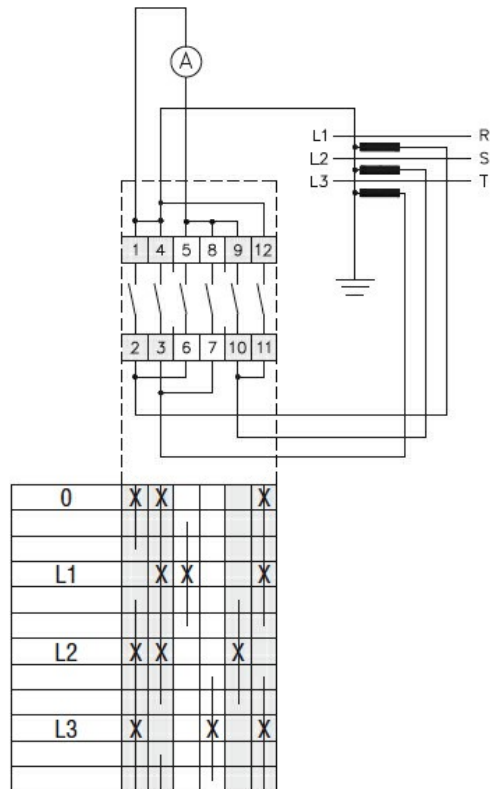 A
L1 R
L2 S
L3 T
1 4 5 8 9 12
2 3 6 7 10 11
0 X X X
L1 X X X
L2 X X X
L3 X X X